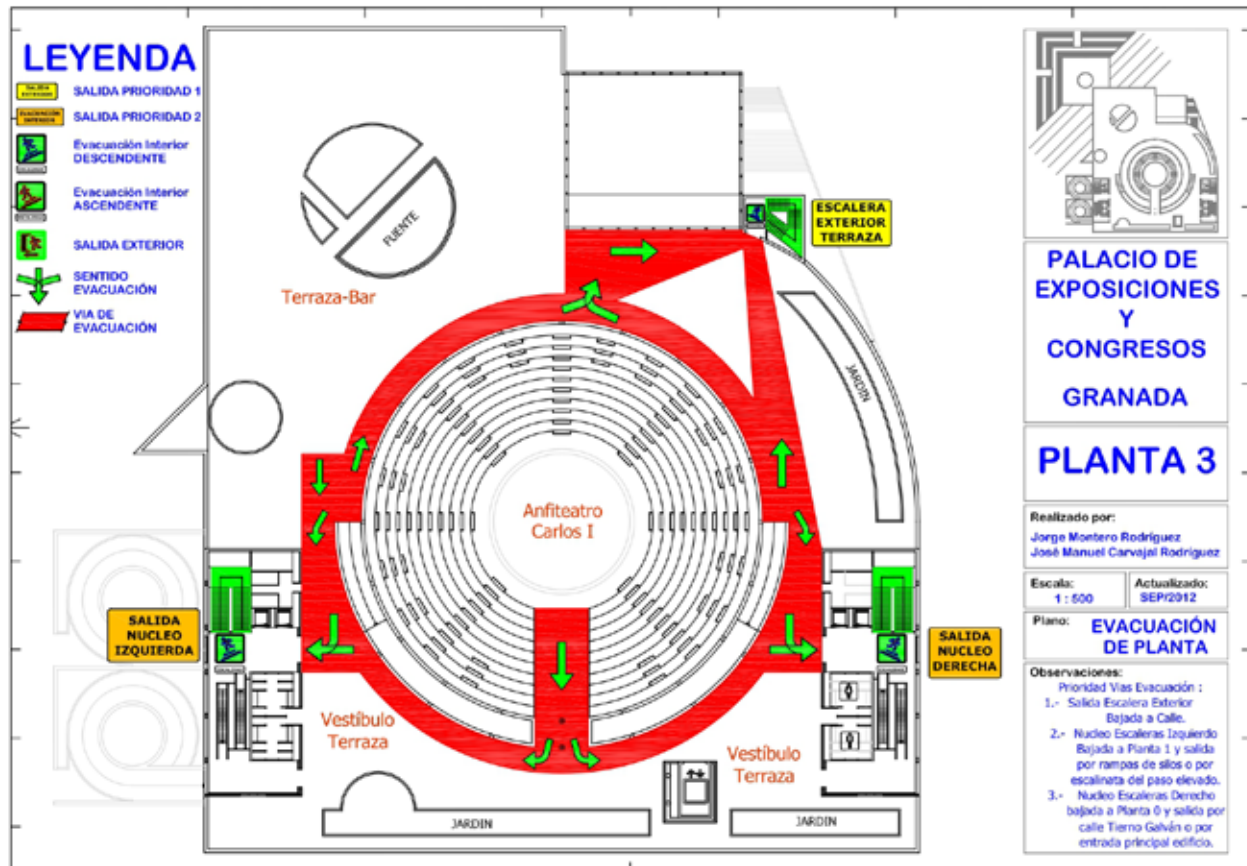 LEYENDA
SALIDA PRIORIDAD 1
SALIDA PRIORIDAD 2
Evacuación Interior
DESCENDENTE
Evacuación Interior
ASCENDENTE
SALIDA EXTERIOR
SENTIDO
EVACUACIÓN
VIA DE
EVACUACIÓN
FUENTE
Terraza-Bar
ESCALERA
EXTERIOR
TERRAZA
JARDIN
Anfiteatro
Carlos I
SALIDA
NUCLEO
IZQUIERDA
SALIDA
NUCLEO
DERECHA
Vestíbulo
Terraza
Vestíbulo
Terraza
JARDIN
JARDIN
PALACIO DE
EXPOSICIONES
Y
CONGRESOS
GRANADA
PLANTA 3
Realizado por:
Jorge Montero Rodríguez
José Manuel Carvajal Rodríguez
Escala:
1 : 500
Actualizado:
SEP/2012
Plano:
EVACUACIÓN
DE PLANTA
Observaciones:
Prioridad Vias Evacuación :
1.- Salida Escalera Exterior
Bajada a Calle.
2.- Nucleo Escaleras Izquierdo
Bajada a Planta 1 y salida
por rampas de silos o por
escalinata del paso elevado.
3.- Nucleo Escaleras Derecho
bajada a Planta 0 y salida por
calle Tierno Galván o por
entrada principal edificio.